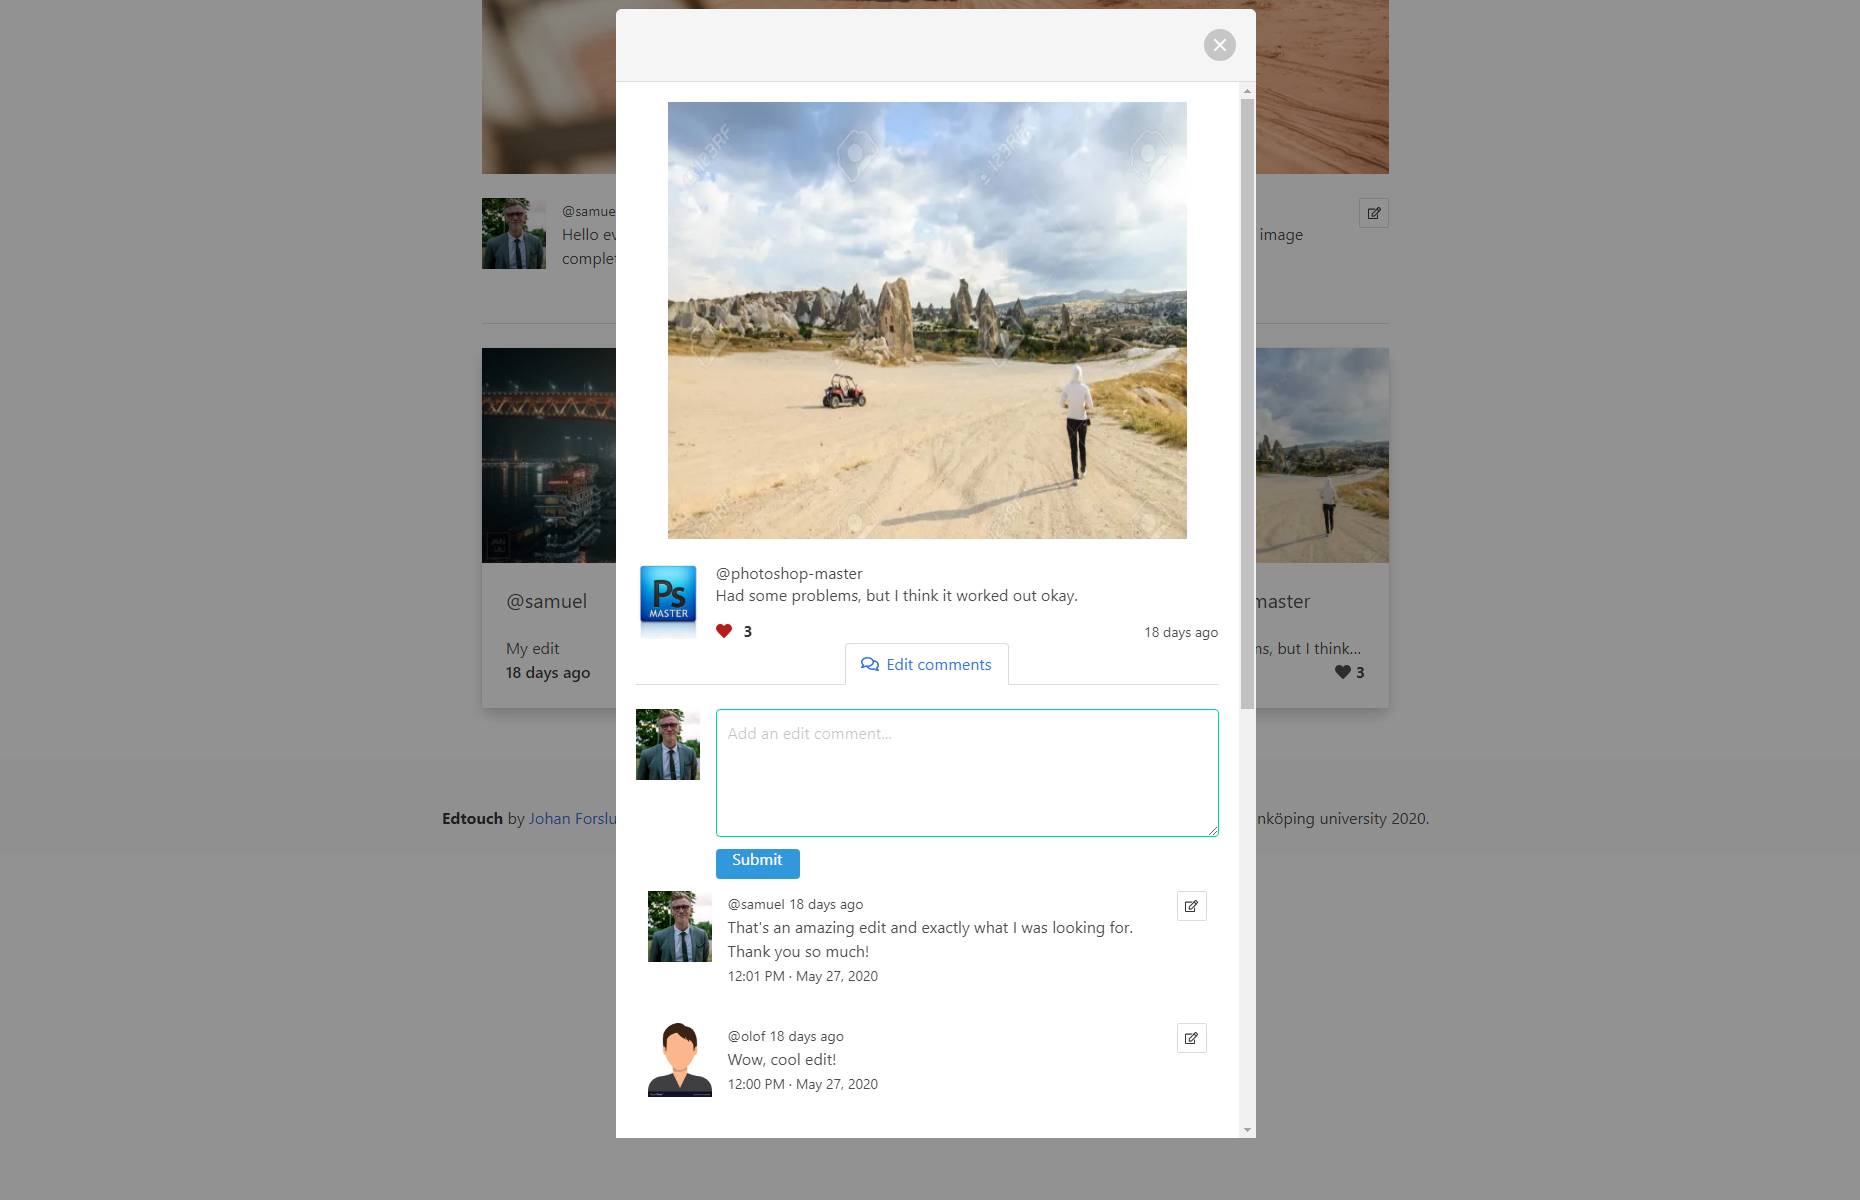 @samue
Hello ev
image
comple
123RF
123RF
Ps
MASTER
@photoshop-master
Had some problems, but I think it worked out okay.
3
18 days ago
Edit comments
@samuel
My edit
18 days ago
master
ns, but I think...
3
Add an edit comment...
Submit
Edtouch by Johan Forslu
nköping university 2020.
@samuel 18 days ago
That's an amazing edit and exactly what I was looking for.
Thank you so much!
12:01 PM · May 27, 2020
@olof 18 days ago
Wow, cool edit!
12:00 PM · May 27, 2020